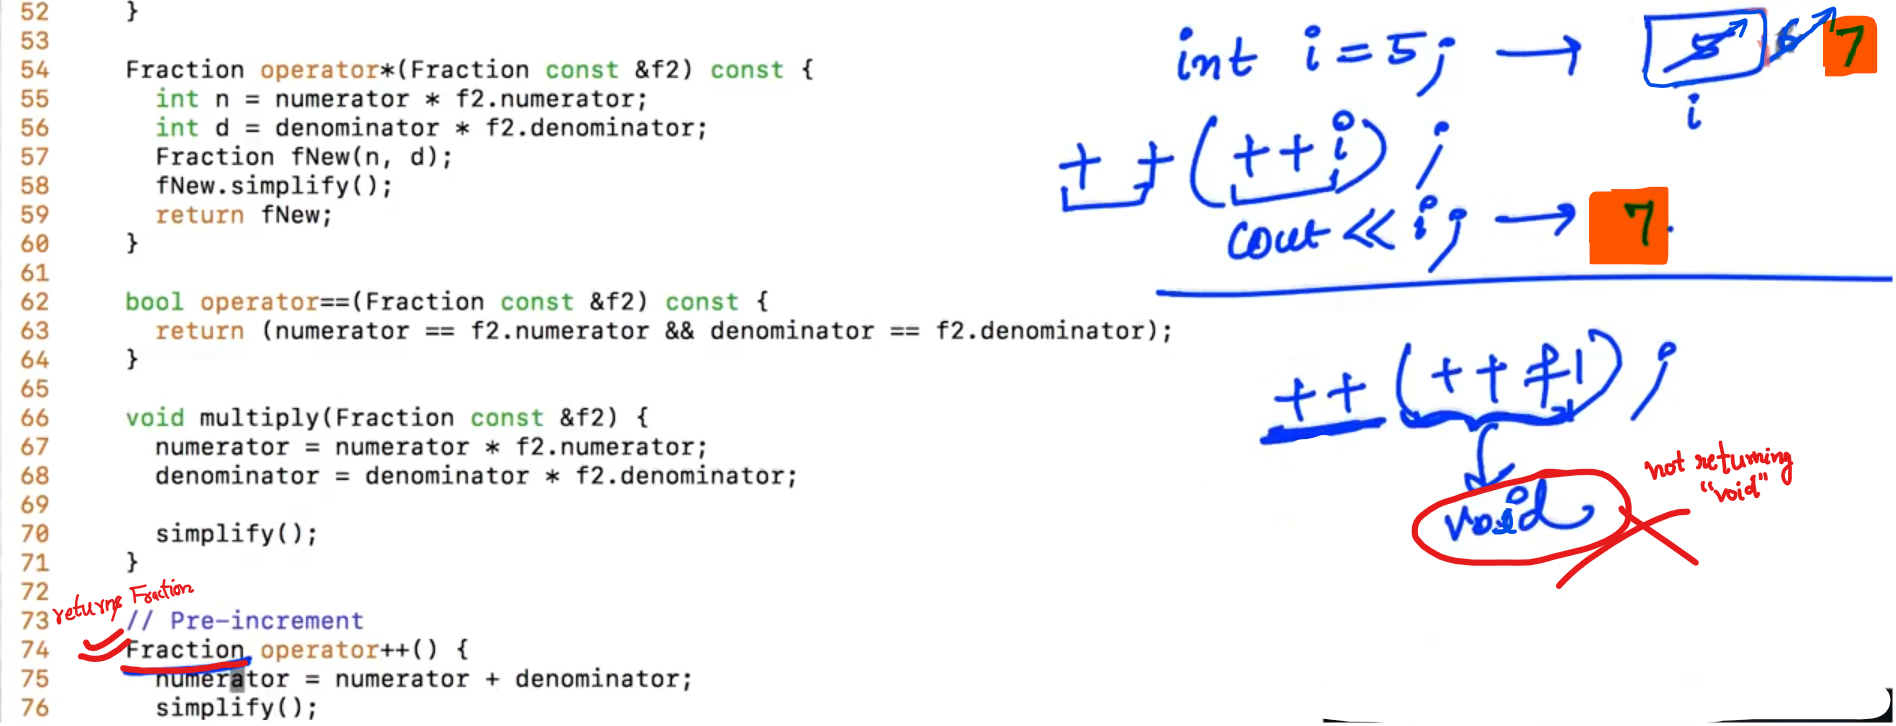 52 }
53
54 Fraction operator*(Fraction const &f2) const {
55 int n = numerator * f2.numerator;
56 int d = denominator * f2.denominator;
57 Fraction fNew(n, d);
58 fNew.simplify();
59 return fNew;
60 }
61
62 bool operator==(Fraction const &f2) const {
63 return (numerator == f2.numerator && denominator == f2.denominator);
64 }
65
66 void multiply(Fraction const &f2) {
67 numerator = numerator * f2.numerator;
68 denominator = denominator * f2.denominator;
69
70 simplify();
71 }
72
returns Fraction
73 // Pre-increment
74 Fraction operator++() {
75 numerator = numerator + denominator;
76 simplify();
int i = 5; → 5 6 7
i
++(++i);
cout << i; → 7.
++(++f1);
void
not returning
"void"